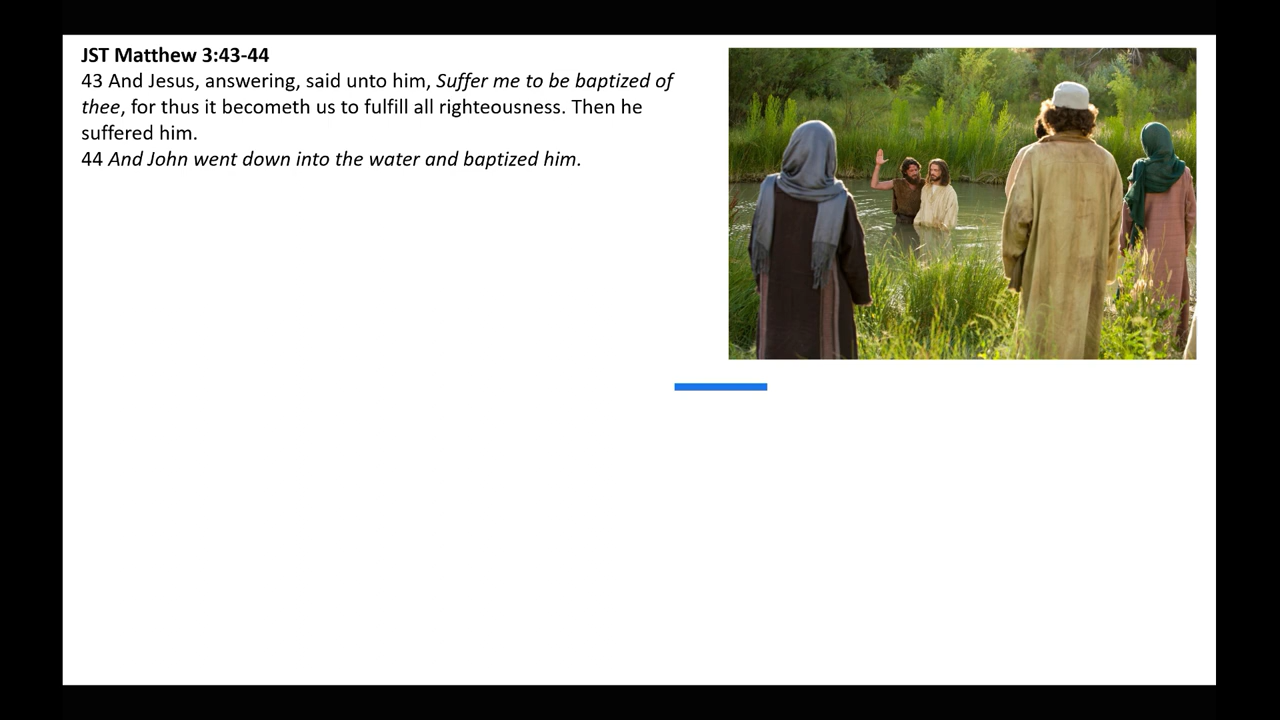 JST Matthew 3:43-44
43 And Jesus, answering, said unto him, Suffer me to be baptized of
thee, for thus it becometh us to fulfill all righteousness. Then he
suffered him.
44 And John went down into the water and baptized him.